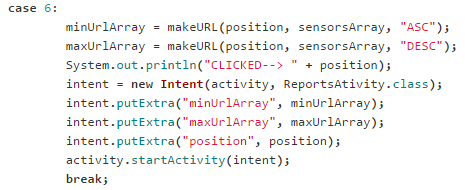 case 6:
minUrlArray = makeURL(position, sensorsArray, "ASC");
maxUrlArray = makeURL(position, sensorsArray, "DESC");
System.out.println("CLICKED--> " + position);
intent = new Intent(activity, ReportsAtivity.class);
intent.putExtra("minUrlArray", minUrlArray);
intent.putExtra("maxUrlArray", maxUrlArray);
intent.putExtra("position", position);
activity.startActivity(intent);
break;